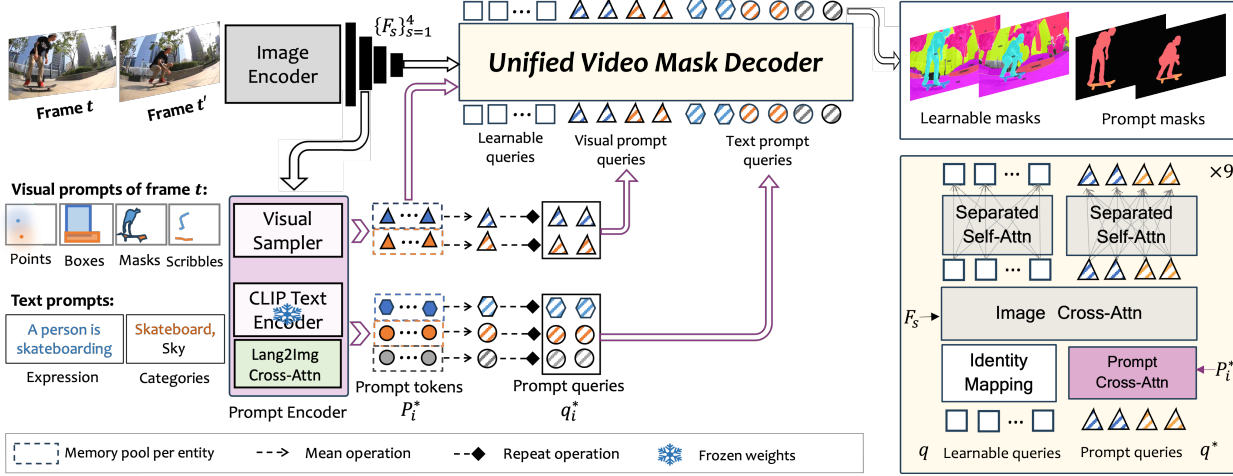 Frame t
Frame t′
Image
Encoder
{F_s}^4_{s=1}
Unified Video Mask Decoder
Learnable
queries
Visual prompt
queries
Text prompt
queries
Learnable masks
Prompt masks
Visual prompts of frame t:
Points
Boxes
Masks
Scribbles
Text prompts:
A person is
skateboarding
Expression
Skateboard,
Sky
Categories
Visual
Sampler
CLIP Text
Encoder
Lang2Img
Cross-Attn
Prompt Encoder
Prompt tokens
P_i^*
Prompt queries
q_i^*
×9
Separated
Self-Attn
Separated
Self-Attn
F_s
Image Cross-Attn
Identity
Mapping
Prompt
Cross-Attn
P_i^*
q
Learnable queries
Prompt queries
q^*
Memory pool per entity
Mean operation
Repeat operation
Frozen weights